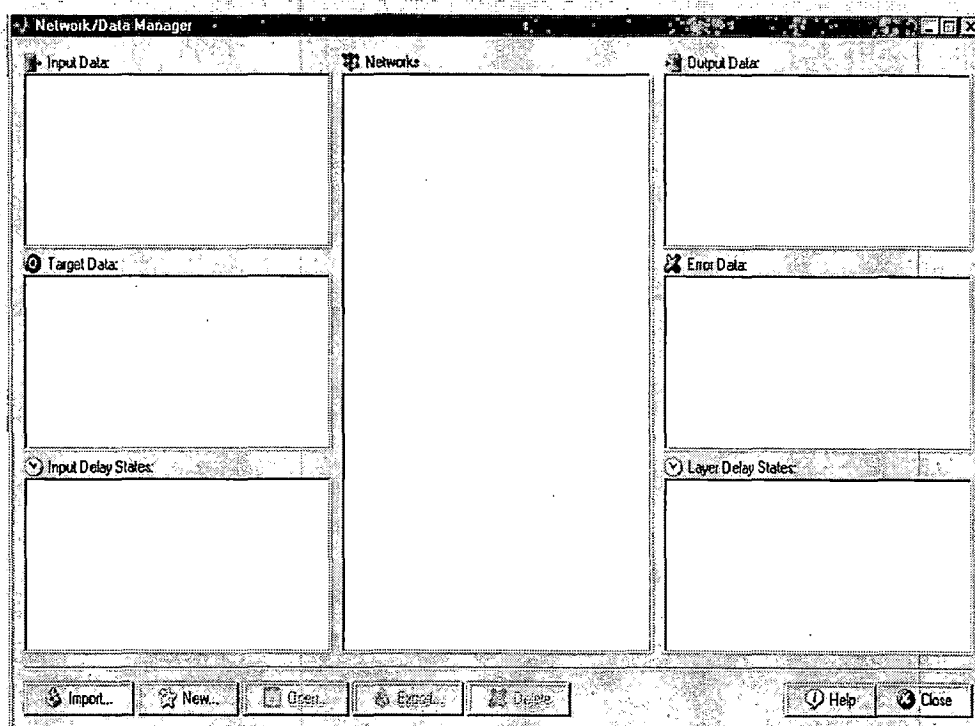 Network/Data Manager
Input Data:
Networks
Output Data:
Target Data:
Error Data:
Input Delay States:
Layer Delay States:
Import...
New...
Open...
Export...
Delete
Help
Close